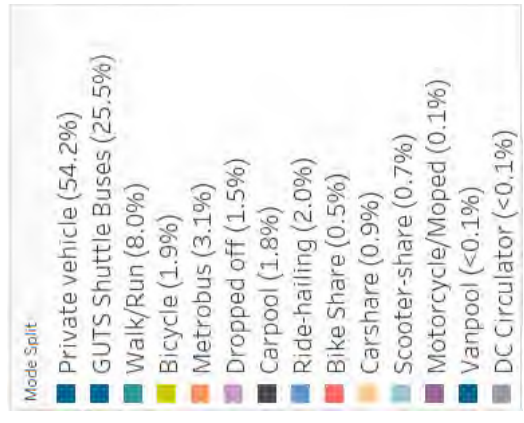 Mode Split
Private vehicle (54.2%)
GUTS Shuttle Buses (25.5%)
Walk/Run (8.0%)
Bicycle (1.9%)
Metrobus (3.1%)
Dropped off (1.5%)
Carpool (1.8%)
Ride-hailing (2.0%)
Bike Share (0.5%)
Carshare (0.9%)
Scooter-share (0.7%)
Motorcycle/Moped (0.1%)
Vanpool (<0.1%)
DC Circulator (<0.1%)